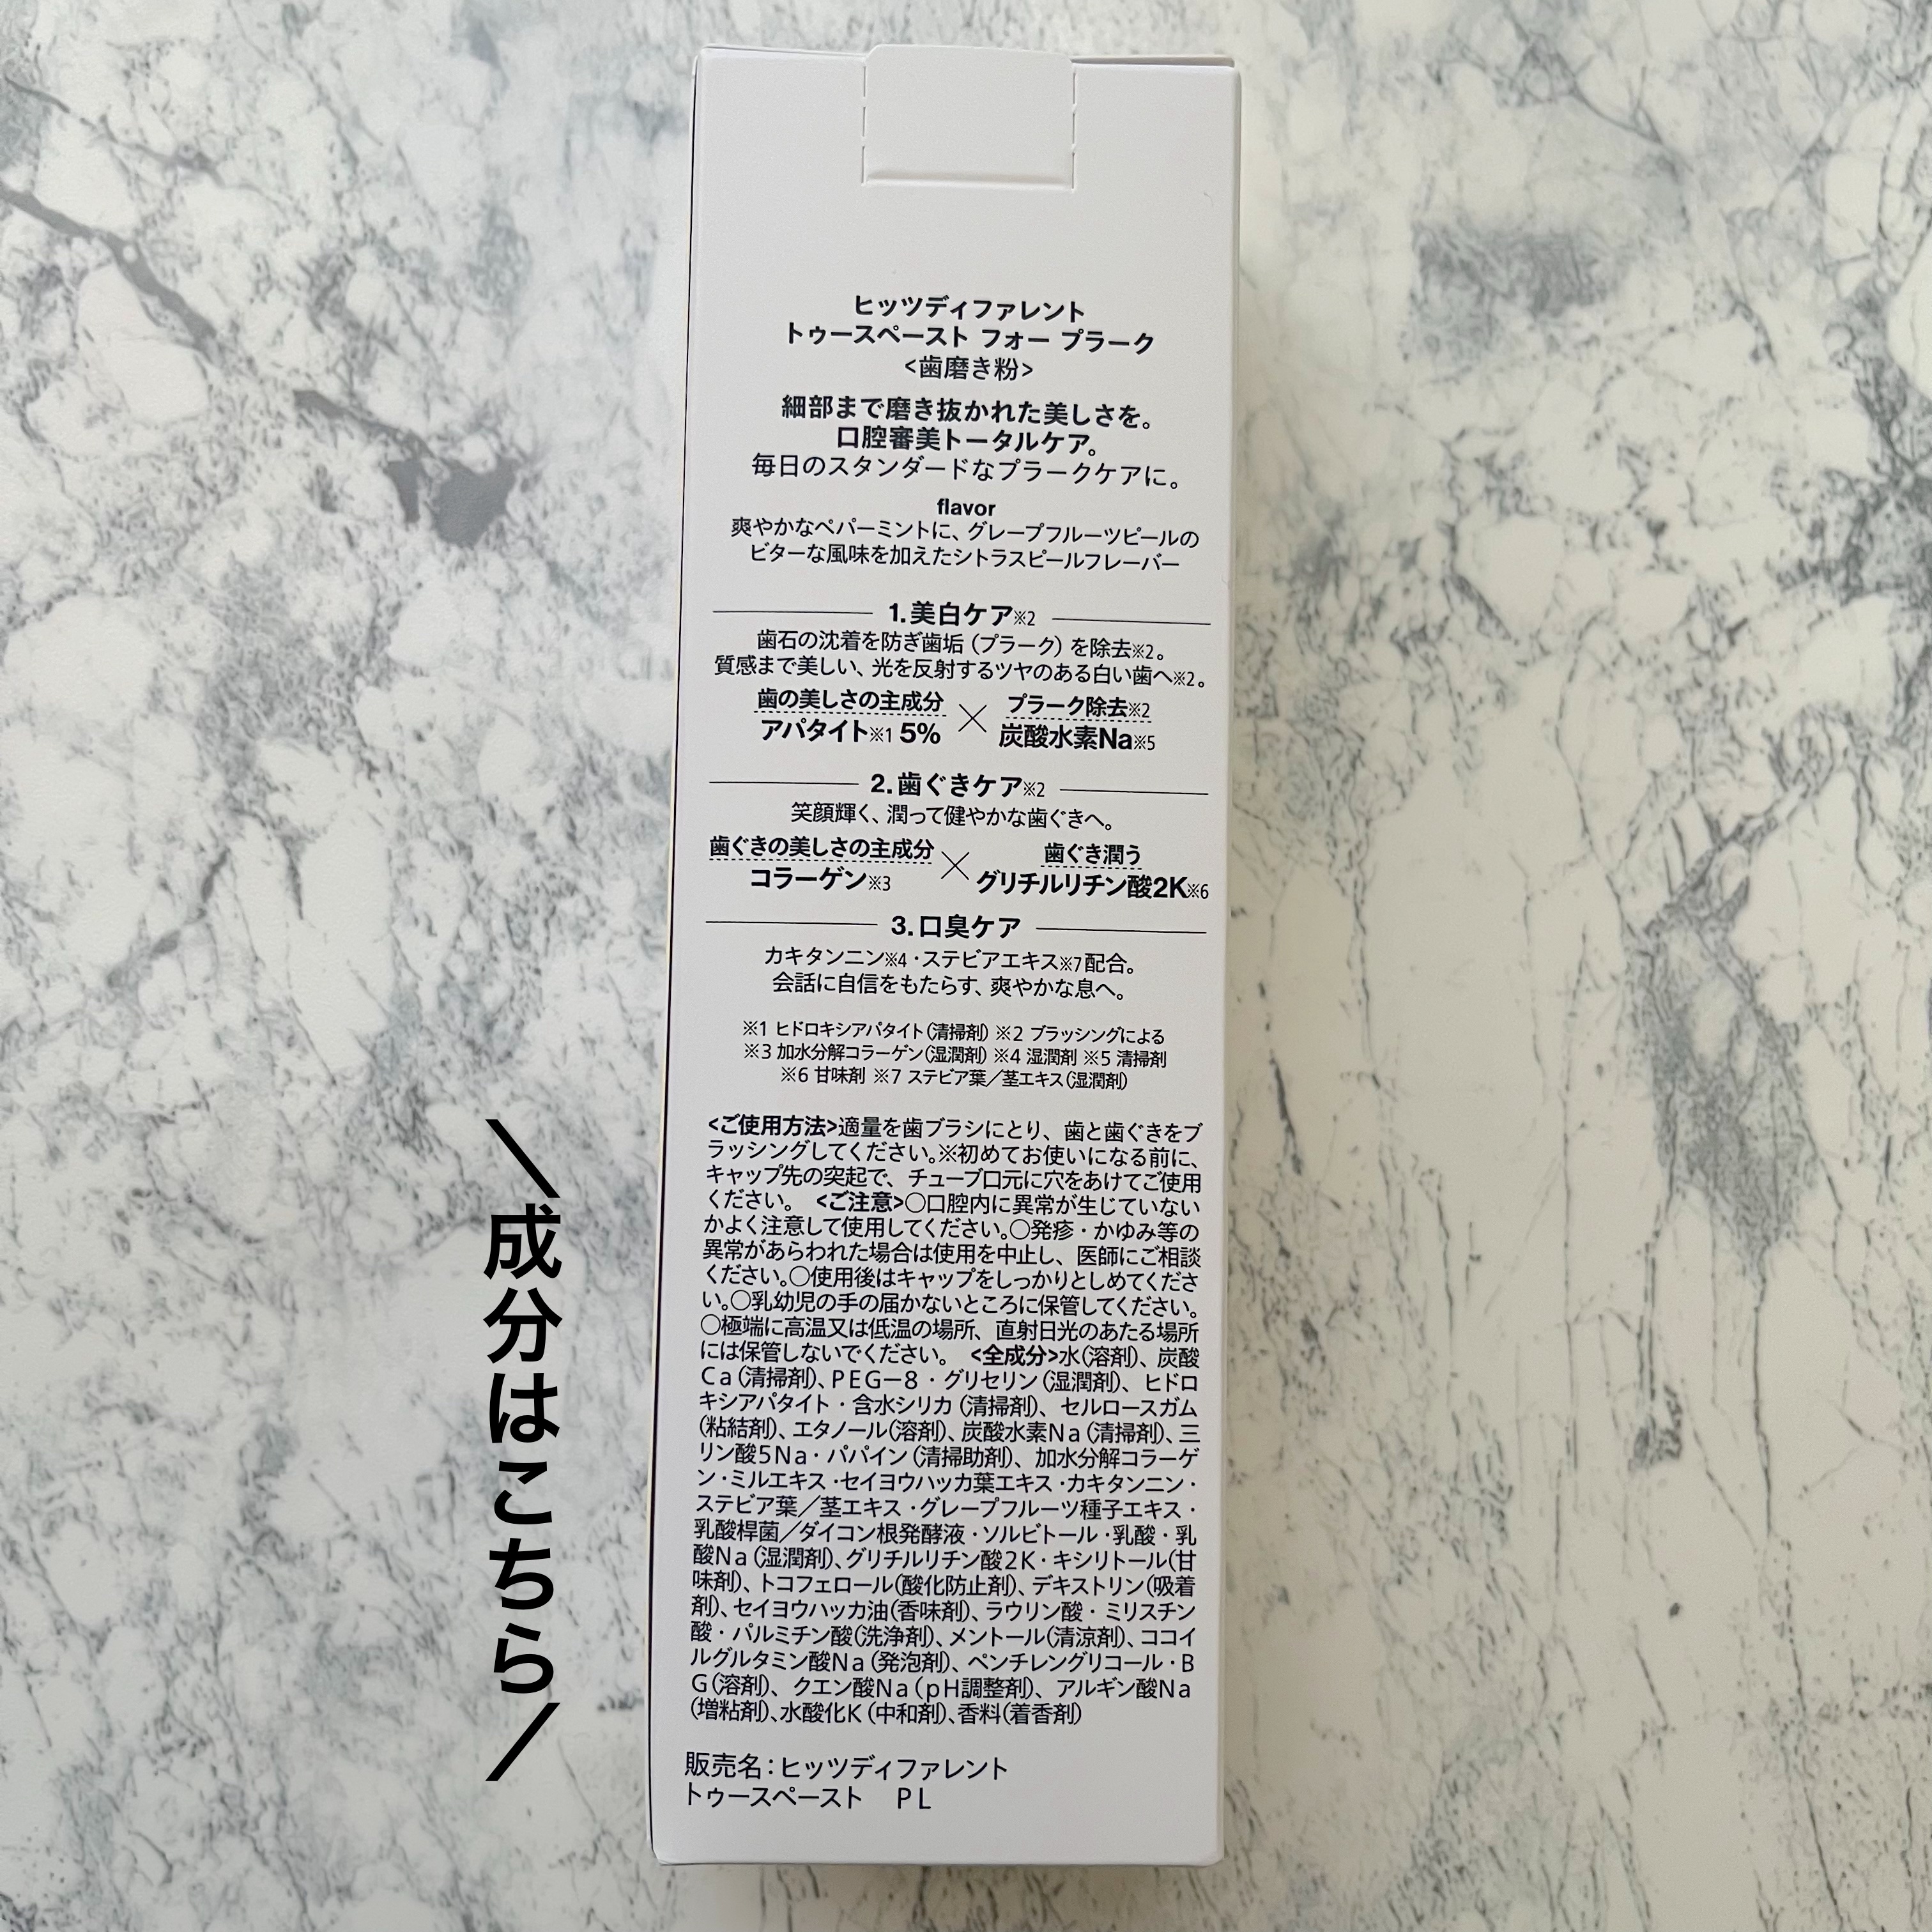 ヒッツディファレント
トゥースペースト フォー プラーク
<歯磨き粉>
細部まで磨き抜かれた美しさを。
口腔審美トータルケア。
毎日のスタンダードなプラークケアに。
flavor
爽やかなペパーミントに、グレープフルーツピールの
ビターな風味を加えたシトラスピールフレーバー
1.美白ケア※2
歯石の沈着を防ぎ歯垢（プラーク）を除去※2。
質感まで美しい、光を反射するツヤのある白い歯へ※2。
歯の美しさの主成分 × プラーク除去※2
アパタイト※1 5% 炭酸水素Na※5
2.歯ぐきケア※2
笑顔輝く、潤って健やかな歯ぐきへ。
歯ぐきの美しさの主成分 × 歯ぐき潤う
コラーゲン※3 グリチルリチン酸2K※6
3.口臭ケア
カキタンニン※4・ステビアエキス※7配合。
会話に自信をもたらす、爽やかな息へ。
※1 ヒドロキシアパタイト（清掃剤） ※2 ブラッシングによる
※3 加水分解コラーゲン（湿潤剤） ※4 湿潤剤 ※5 清掃剤
※6 甘味剤 ※7 ステビア葉／茎エキス（湿潤剤）
<ご使用方法>適量を歯ブラシにとり、歯と歯ぐきをブ
ラッシングしてください。※初めてお使いになる前に、
キャップ先の突起で、チューブ口元に穴をあけてご使用
ください。 <ご注意>○口腔内に異常が生じていない
かよく注意して使用してください。○発疹・かゆみ等の
異常があらわれた場合は使用を中止し、医師にご相談
ください。○使用後はキャップをしっかりとしめてくださ
い。○乳幼児の手の届かないところに保管してください。
○極端に高温又は低温の場所、直射日光のあたる場所
には保管しないでください。 <全成分>水（溶剤）、炭酸
Ca（清掃剤）、PEG－8・グリセリン（湿潤剤）、ヒドロ
キシアパタイト・含水シリカ（清掃剤）、セルロースガム
（粘結剤）、エタノール（溶剤）、炭酸水素Na（清掃剤）、三
リン酸5Na・パパイン（清掃助剤）、加水分解コラーゲ
ン・ミルエキス・セイヨウハッカ葉エキス・カキタンニン・
ステビア葉／茎エキス・グレープフルーツ種子エキス・
乳酸桿菌／ダイコン根発酵液・ソルビトール・乳酸・乳
酸Na（湿潤剤）、グリチルリチン酸2K・キシリトール（甘
味剤）、トコフェロール（酸化防止剤）、デキストリン（吸着
剤）、セイヨウハッカ油（香味剤）、ラウリン酸・ミリスチン
酸・パルミチン酸（洗浄剤）、メントール（清涼剤）、ココイ
ルグルタミン酸Na（発泡剤）、ペンチレングリコール・B
G（溶剤）、クエン酸Na（pH調整剤）、アルギン酸Na
（増粘剤）、水酸化K（中和剤）、香料（着香剤）
販売名：ヒッツディファレント
トゥースペースト PL
＼成分はこちら／